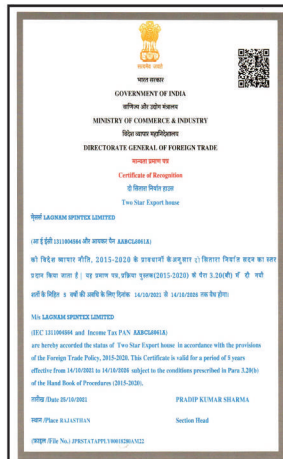 भारत सरकार
GOVERNMENT OF INDIA
वाणिज्य और उद्योग मंत्रालय
MINISTRY OF COMMERCE & INDUSTRY
विदेश व्यापार महानिदेशालय
DIRECTORATE GENERAL OF FOREIGN TRADE
मान्यता प्रमाण पत्र
Certificate of Recognition
दो सितारा निर्यात हाउस
Two Star Export house
मैसर्स LAGNAM SPINTEX LIMITED
(आ ई ईसी 1311004564 और आयकर पैन AABCL8061A)
को विदेश व्यापार नीति, 2015-2020 के प्रावधानों के अनुसार सितारा निर्यात सदन का स्तर
प्रदान किया जाता है | यह प्रमाण पत्र, प्रक्रिया पुस्तक(2015-2020) के पैरा 3.20(बी) में दी गयी
शर्तों के निहित 5 वर्ष की अवधि के लिए दिनांक 14/10/2021 से 14/10/2026 तक वैध होगा|
M/s LAGNAM SPINTEX LIMITED
(IEC 1311004564 and Income Tax PAN AABCL8061A)
are hereby accorded the status of Two Star Export house in accordance with the provisions
of the Foreign Trade Policy, 2015-2020. This Certificate is valid for a period of 5 years
effective from 14/10/2021 to 14/10/2026 subject to the conditions prescribed in Para 3.20(b)
of the Hand Book of Procedures (2015-2020).
तारीख /Date 25/10/2021 PRADIP KUMAR SHARMA
स्थान /Place RAJASTHAN Section Head
(फ़ाइल /File No.)